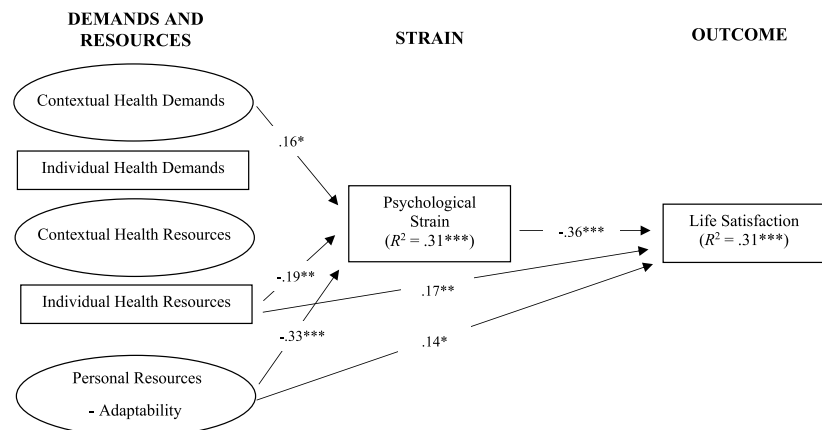 DEMANDS AND
RESOURCES
STRAIN
OUTCOME
Contextual Health Demands
.16*
Individual Health Demands
Psychological
Strain
(R² = .31***)
-.36***
Life Satisfaction
(R² = .31***)
Contextual Health Resources
-.19**
Individual Health Resources
.17**
-.33***
.14*
Personal Resources
- Adaptability